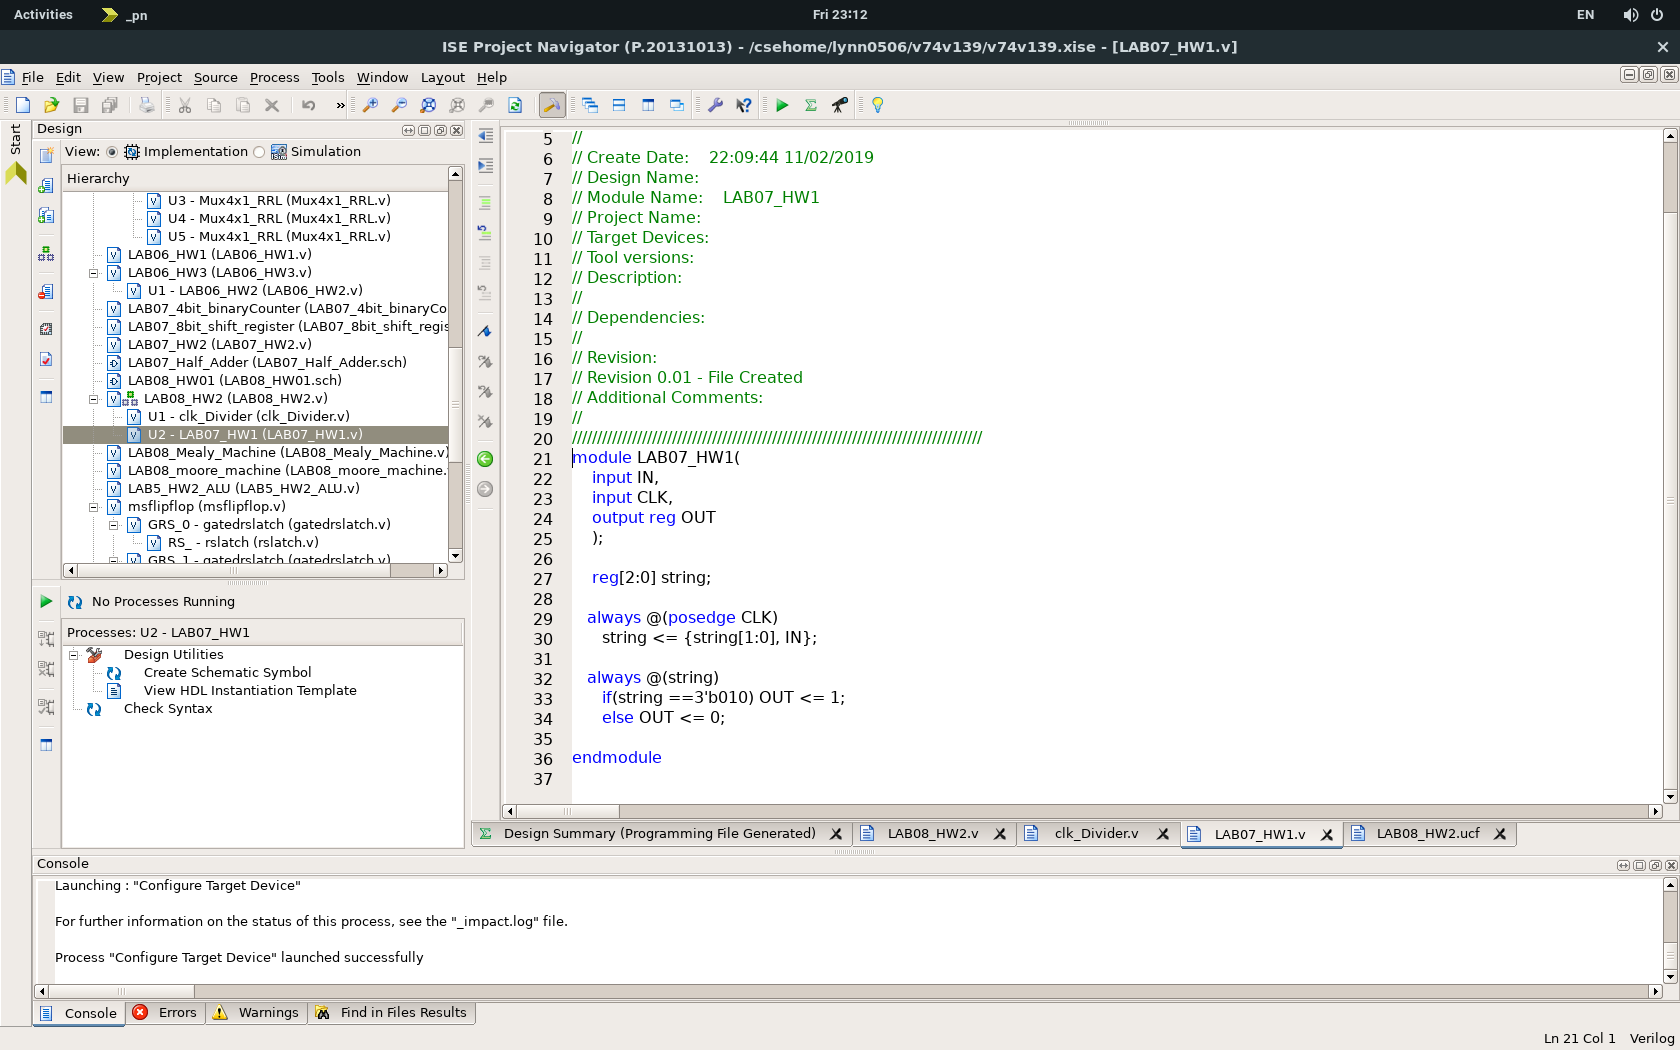 Activities
_pn
Fri 23:12
EN
ISE Project Navigator (P.20131013) - /csehome/lynn0506/v74v139/v74v139.xise - [LAB07_HW1.v]
File Edit View Project Source Process Tools Window Layout Help
Start
Design
View: Implementation Simulation
Hierarchy
U3 - Mux4x1_RRL (Mux4x1_RRL.v)
U4 - Mux4x1_RRL (Mux4x1_RRL.v)
U5 - Mux4x1_RRL (Mux4x1_RRL.v)
LAB06_HW1 (LAB06_HW1.v)
LAB06_HW3 (LAB06_HW3.v)
U1 - LAB06_HW2 (LAB06_HW2.v)
LAB07_4bit_binaryCounter (LAB07_4bit_binaryCo
LAB07_8bit_shift_register (LAB07_8bit_shift_regis
LAB07_HW2 (LAB07_HW2.v)
LAB07_Half_Adder (LAB07_Half_Adder.sch)
LAB08_HW01 (LAB08_HW01.sch)
LAB08_HW2 (LAB08_HW2.v)
U1 - clk_Divider (clk_Divider.v)
U2 - LAB07_HW1 (LAB07_HW1.v)
LAB08_Mealy_Machine (LAB08_Mealy_Machine.v)
LAB08_moore_machine (LAB08_moore_machine.
LAB5_HW2_ALU (LAB5_HW2_ALU.v)
msflipflop (msflipflop.v)
GRS_0 - gatedrslatch (gatedrslatch.v)
RS_ - rslatch (rslatch.v)
GRS_1 - gatedrslatch (gatedrslatch.v)
No Processes Running
Processes: U2 - LAB07_HW1
Design Utilities
Create Schematic Symbol
View HDL Instantiation Template
Check Syntax
5 //
6 // Create Date:    22:09:44 11/02/2019
7 // Design Name:
8 // Module Name:    LAB07_HW1
9 // Project Name:
10 // Target Devices:
11 // Tool versions:
12 // Description:
13 //
14 // Dependencies:
15 //
16 // Revision:
17 // Revision 0.01 - File Created
18 // Additional Comments:
19 //
20 //////////////////////////////////////////////////////////////////////////////////
21 module LAB07_HW1(
22     input IN,
23     input CLK,
24     output reg OUT
25     );
26
27     reg[2:0] string;
28
29    always @(posedge CLK)
30       string <= {string[1:0], IN};
31
32    always @(string)
33       if(string ==3'b010) OUT <= 1;
34       else OUT <= 0;
35
36 endmodule
37
Design Summary (Programming File Generated) LAB08_HW2.v clk_Divider.v LAB07_HW1.v LAB08_HW2.ucf
Console
Launching : "Configure Target Device"
For further information on the status of this process, see the "_impact.log" file.
Process "Configure Target Device" launched successfully
Console Errors Warnings Find in Files Results
Ln 21 Col 1 Verilog